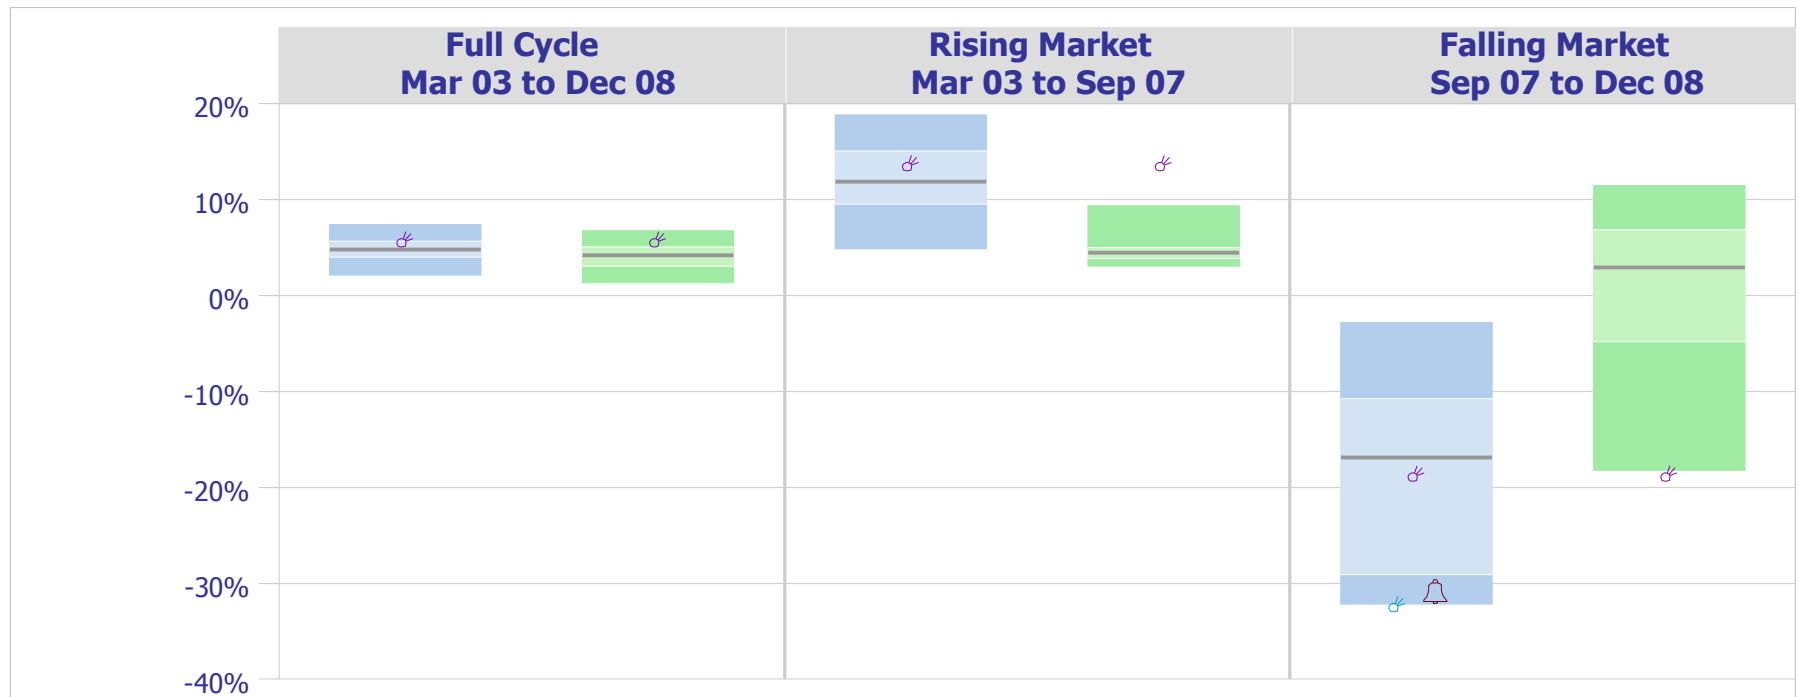 Full Cycle
Mar 03 to Dec 08
Rising Market
Mar 03 to Sep 07
Falling Market
Sep 07 to Dec 08
20%
10%
0%
-10%
-20%
-30%
-40%